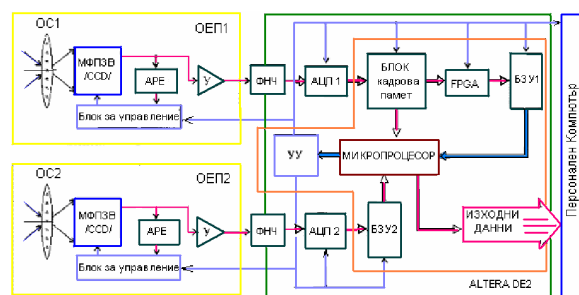 ОС1
ОЕП1
МФПЗВ
/CCD/
АРЕ
У
Блок за управление
ФНЧ
АЦП 1
БЛОК
кадрова
памет
FPGA
БЗУ1
УУ
МИКРОПРОЦЕСОР
ОС2
ОЕП2
МФПЗВ
/CCD/
АРЕ
У
Блок за управление
ФНЧ
АЦП 2
БЗУ2
ИЗХОДНИ
ДАННИ
ALTERA DE2
Персонален Компютър